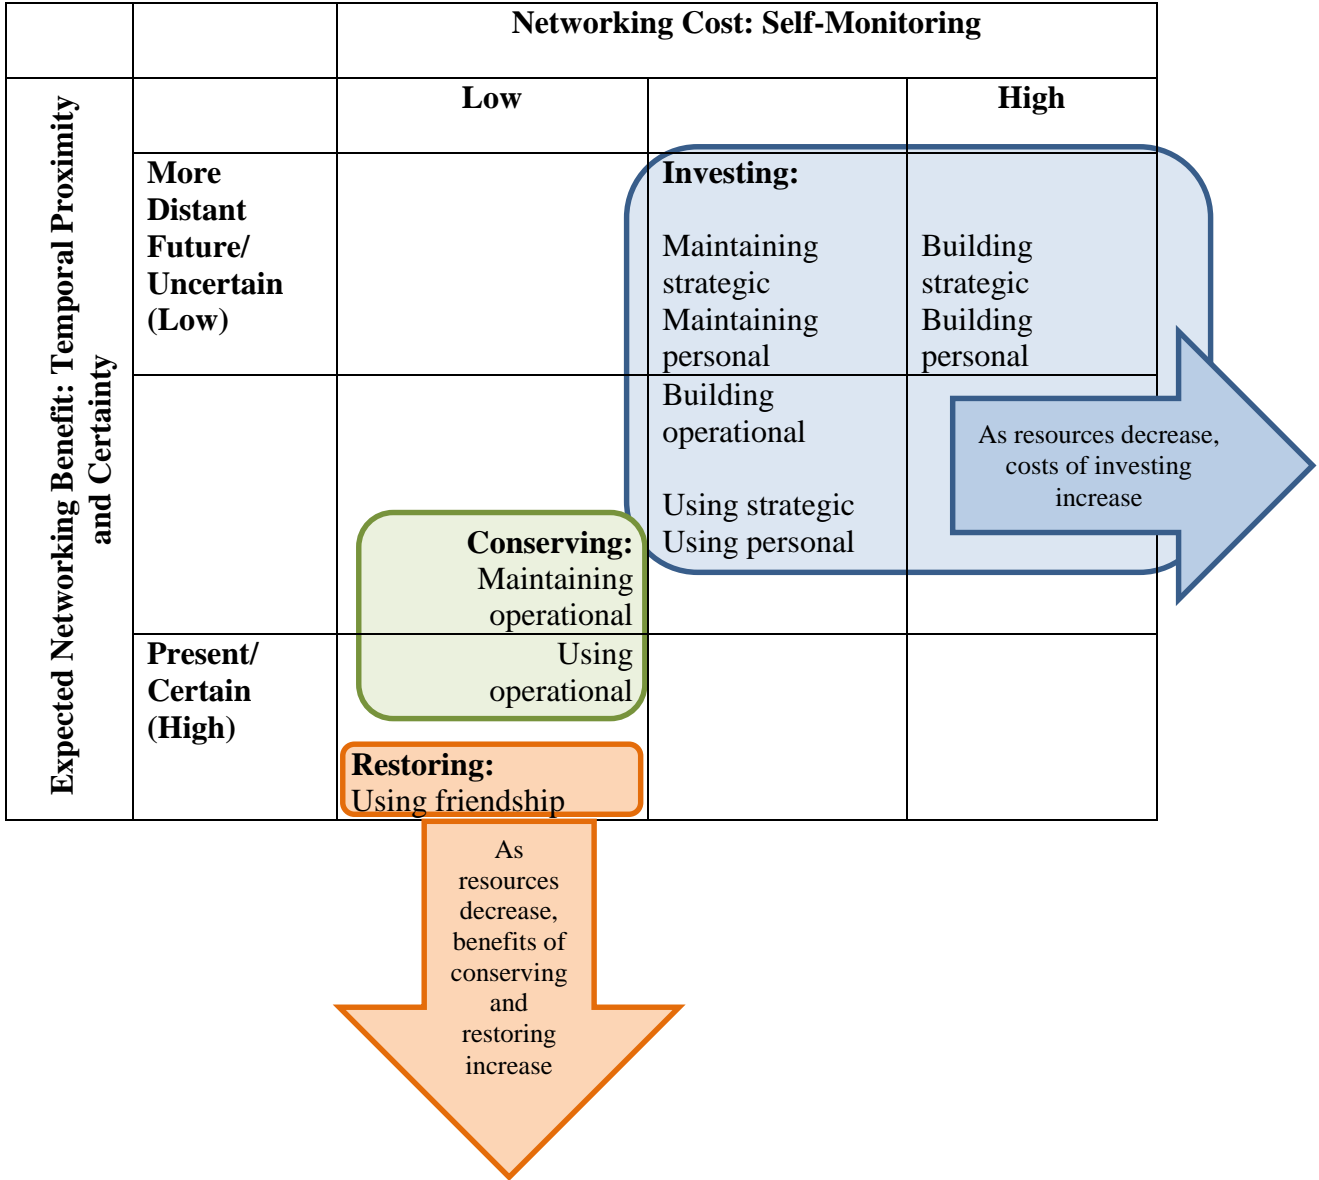 Networking Cost: Self-Monitoring
Expected Networking Benefit: Temporal Proximity
and Certainty
Low
High
More
Distant
Future/
Uncertain
(Low)
Investing:
Maintaining
strategic
Maintaining
personal
Building
strategic
Building
personal
Building
operational
Using strategic
Using personal
As resources decrease,
costs of investing
increase
Conserving:
Maintaining
operational
Present/
Certain
(High)
Using
operational
Restoring:
Using friendship
As
resources
decrease,
benefits of
conserving
and
restoring
increase